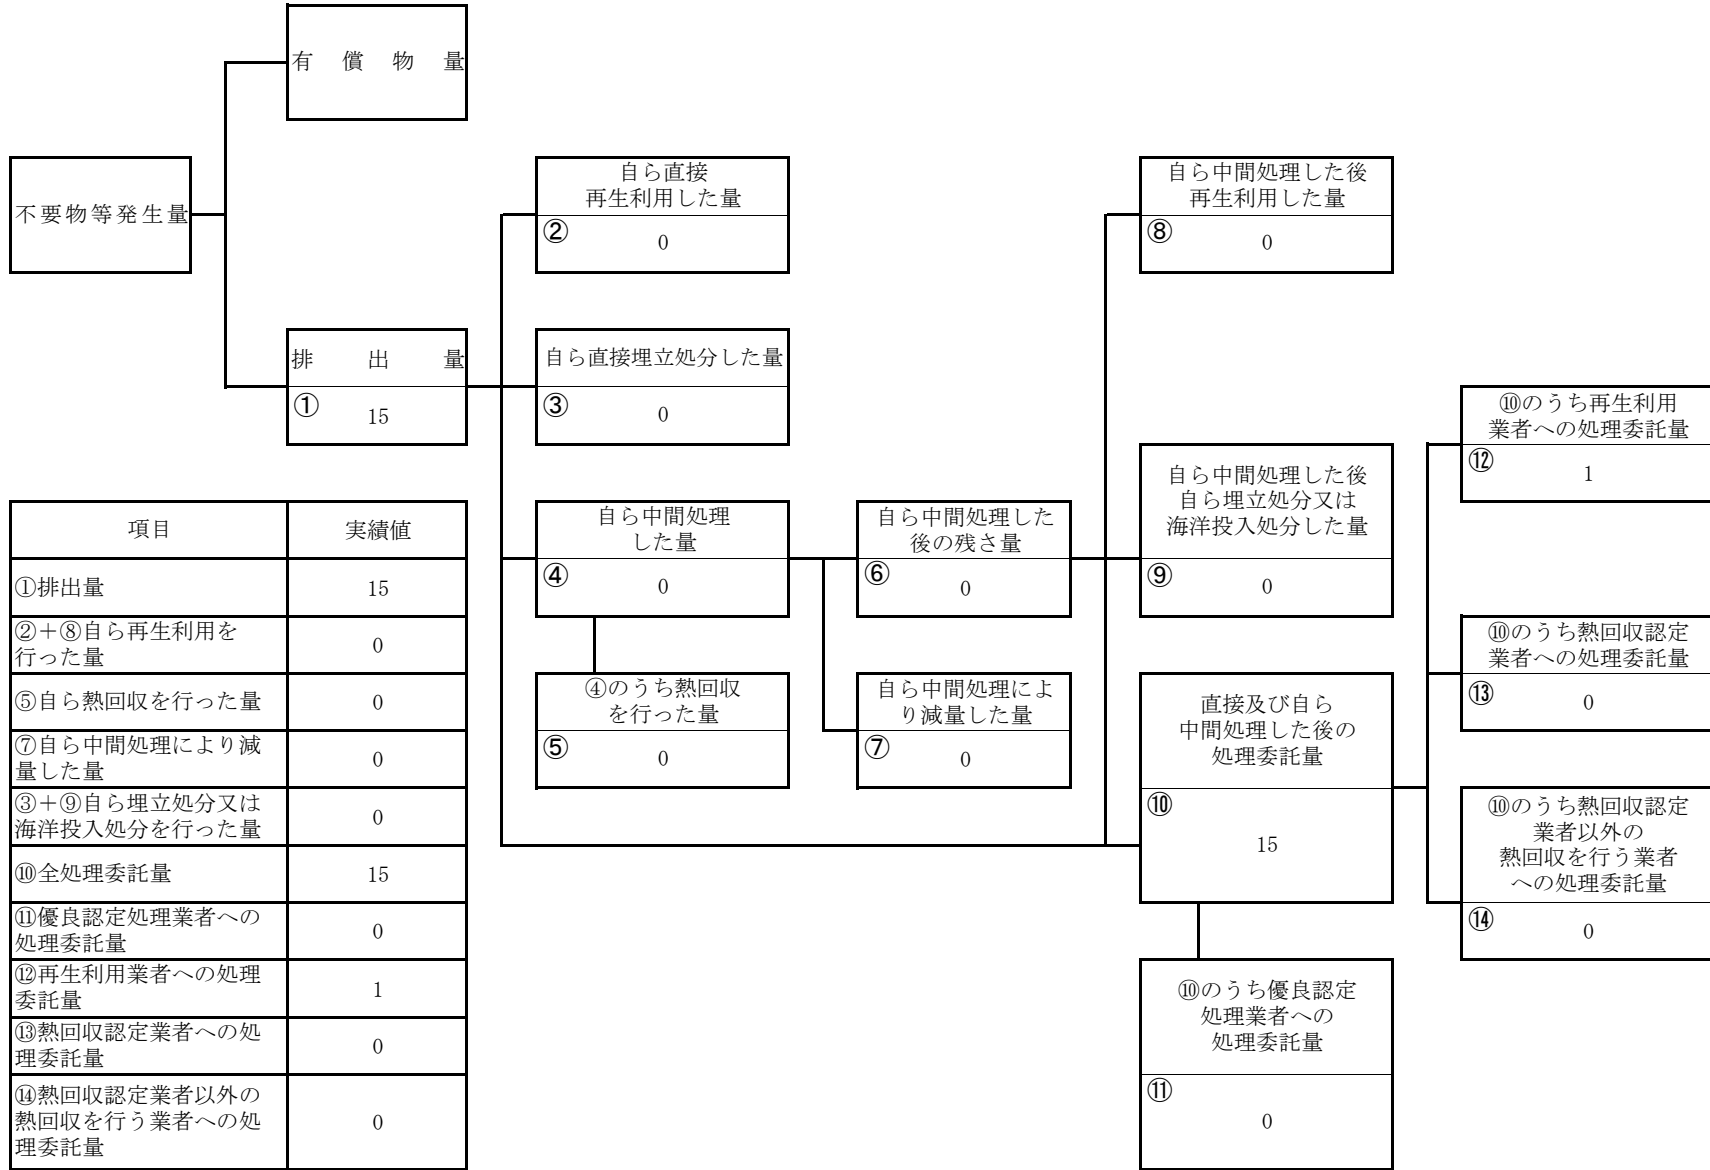 有償物量
不要物等発生量
自ら直接
再生利用した量
② 0
自ら中間処理した後
再生利用した量
⑧ 0
排出量
① 15
自ら直接埋立処分した量
③ 0
⑩のうち再生利用
業者への処理委託量
⑫ 1
自ら中間処理した後
自ら埋立処分又は
海洋投入処分した量
⑨ 0
自ら中間処理
した量
④ 0
自ら中間処理した
後の残さ量
⑥ 0
⑩のうち熱回収認定
業者への処理委託量
⑬ 0
④のうち熱回収
を行った量
⑤ 0
自ら中間処理によ
り減量した量
⑦ 0
直接及び自ら
中間処理した後の
処理委託量
⑩ 15
⑩のうち熱回収認定
業者以外の
熱回収を行う業者
への処理委託量
⑭ 0
⑩のうち優良認定
処理業者への
処理委託量
⑪ 0
項目 実績値
①排出量 15
②＋⑧自ら再生利用を
行った量 0
⑤自ら熱回収を行った量 0
⑦自ら中間処理により減
量した量 0
③＋⑨自ら埋立処分又は
海洋投入処分を行った量 0
⑩全処理委託量 15
⑪優良認定処理業者への
処理委託量 0
⑫再生利用業者への処理
委託量 1
⑬熱回収認定業者への処
理委託量 0
⑭熱回収認定業者以外の
熱回収を行う業者への処
理委託量 0